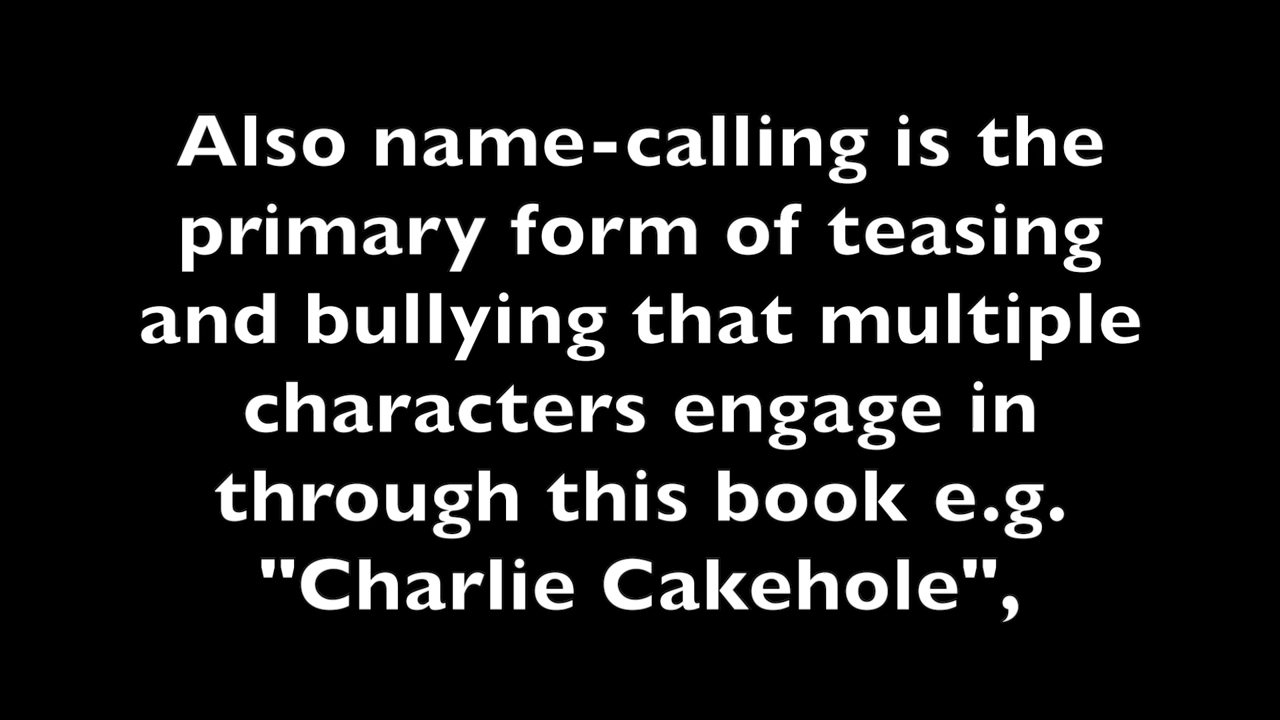 Also name-calling is the
primary form of teasing
and bullying that multiple
characters engage in
through this book e.g.
"Charlie Cakehole",